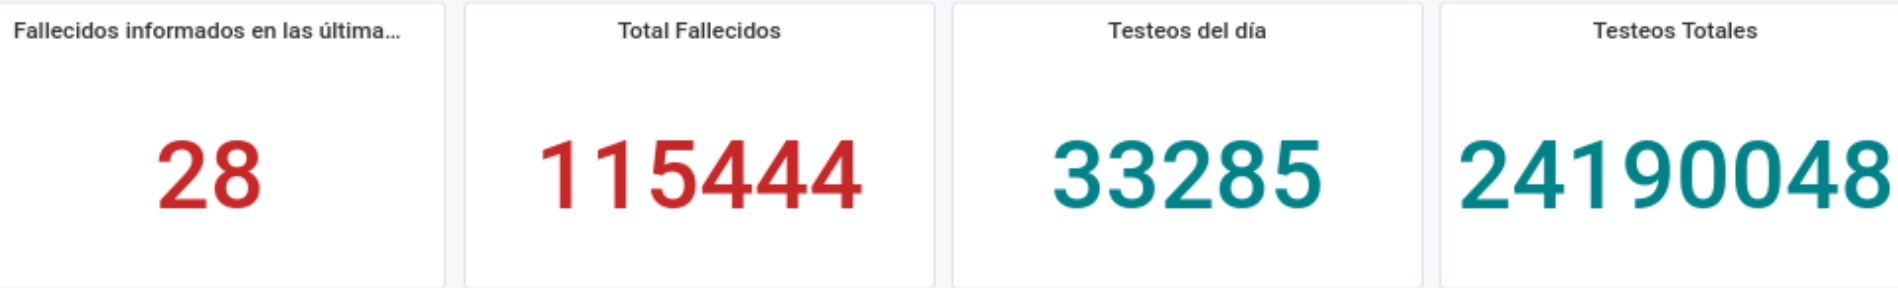 Fallecidos informados en las última...
Total Fallecidos
Testeos del día
Testeos Totales
28
115444
33285
24190048